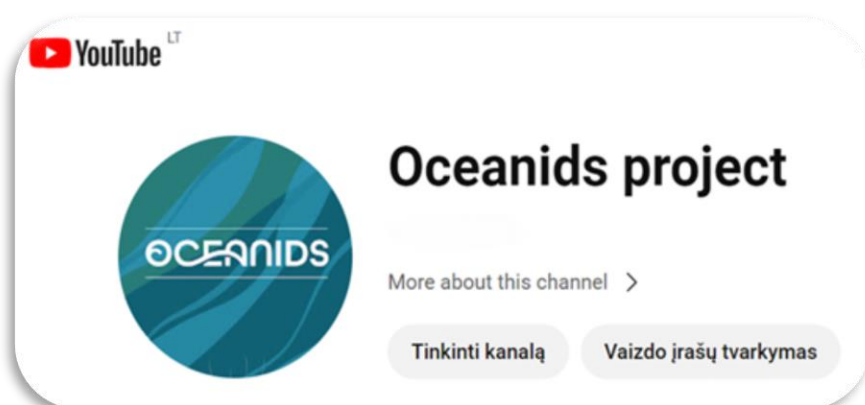 YouTube LT
Oceanids project
OCEANIDS
More about this channel >
Tinkinti kanalą
Vaizdo įrašų tvarkymas